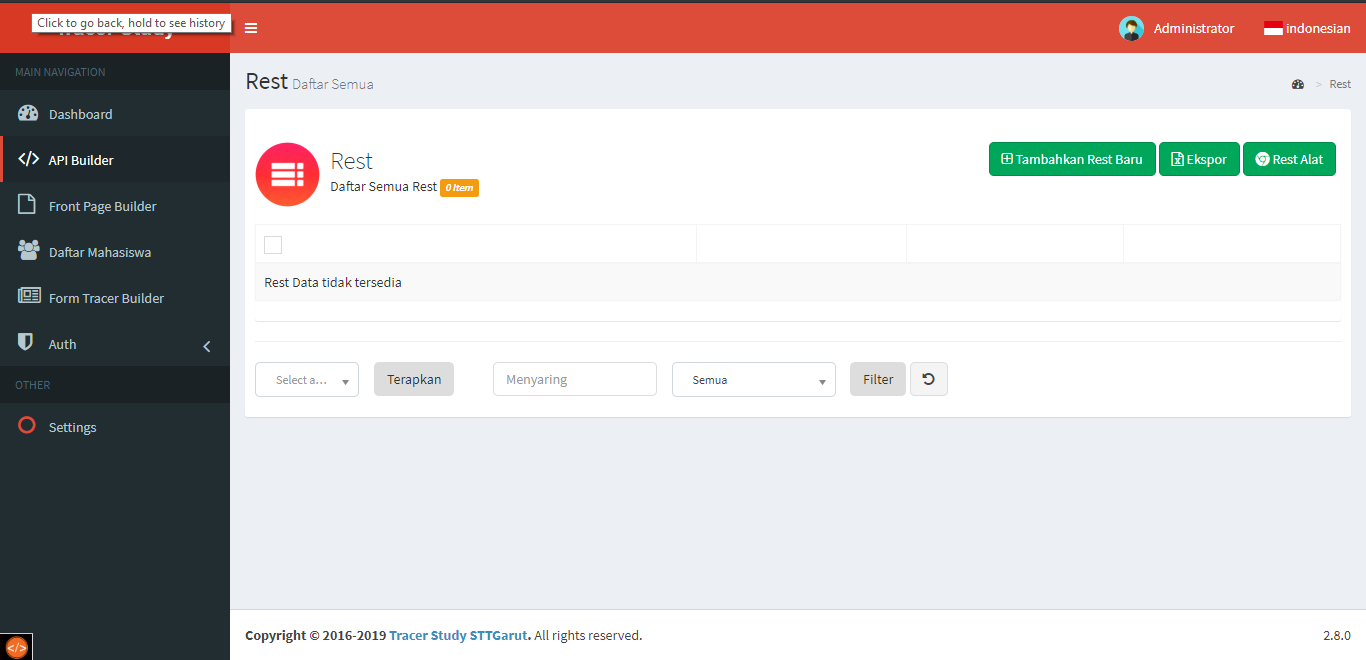 Click to go back, hold to see history
Administrator
indonesian
MAIN NAVIGATION
Dashboard
API Builder
Front Page Builder
Daftar Mahasiswa
Form Tracer Builder
Auth
OTHER
Settings
Rest Daftar Semua
> Rest
Rest
Daftar Semua Rest 0 Item
Tambahkan Rest Baru
Ekspor
Rest Alat
Rest Data tidak tersedia
Select a...
Terapkan
Menyaring
Semua
Filter
Copyright © 2016-2019 Tracer Study STTGarut. All rights reserved.
2.8.0